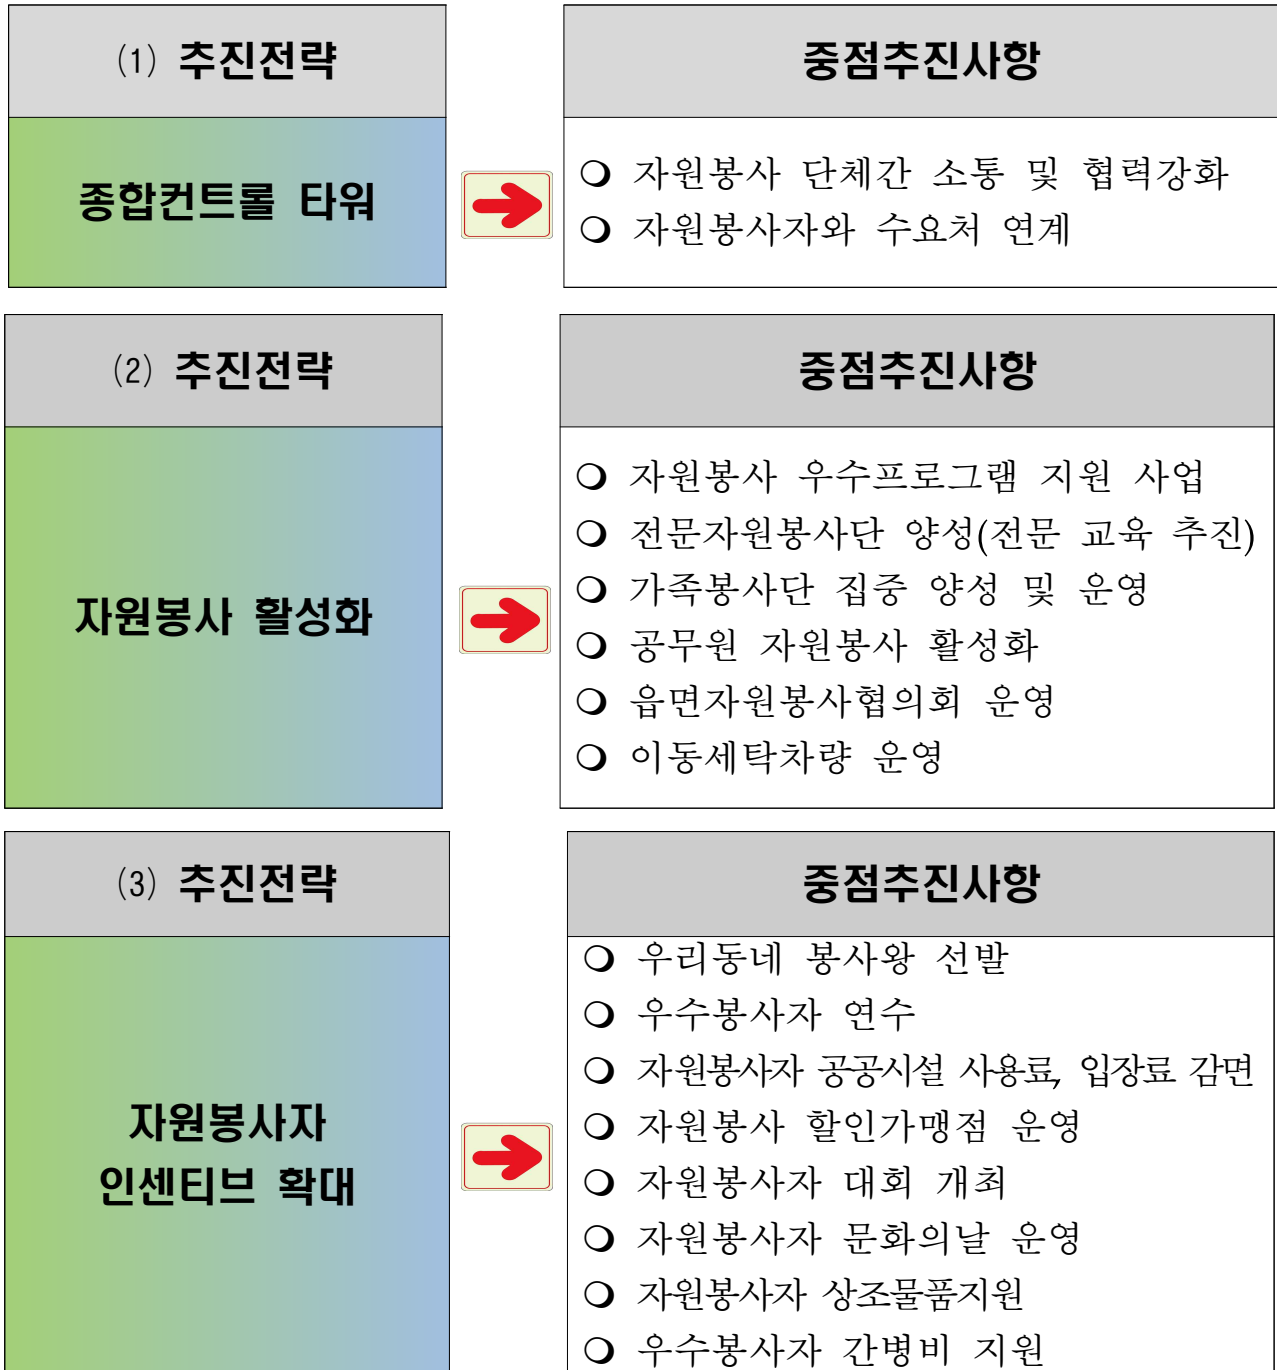 (1) 추진전략
중점추진사항
종합컨트롤 타워
❍ 자원봉사 단체간 소통 및 협력강화
❍ 자원봉사자와 수요처 연계
(2) 추진전략
중점추진사항
자원봉사 활성화
❍ 자원봉사 우수프로그램 지원 사업
❍ 전문자원봉사단 양성(전문 교육 추진)
❍ 가족봉사단 집중 양성 및 운영
❍ 공무원 자원봉사 활성화
❍ 읍면자원봉사협의회 운영
❍ 이동세탁차량 운영
(3) 추진전략
중점추진사항
자원봉사자
인센티브 확대
❍ 우리동네 봉사왕 선발
❍ 우수봉사자 연수
❍ 자원봉사자 공공시설 사용료, 입장료 감면
❍ 자원봉사 할인가맹점 운영
❍ 자원봉사자 대회 개최
❍ 자원봉사자 문화의날 운영
❍ 자원봉사자 상조물품지원
❍ 우수봉사자 간병비 지원